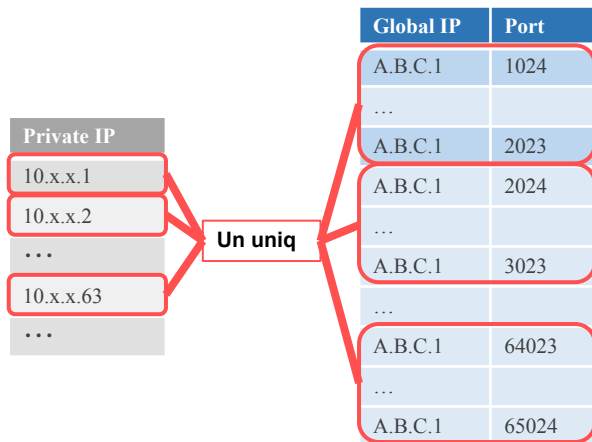 Private IP
10.x.x.1
10.x.x.2
...
10.x.x.63
...
Un uniq
Global IP Port
A.B.C.1 1024
...
A.B.C.1 2023
A.B.C.1 2024
...
A.B.C.1 3023
...
A.B.C.1 64023
...
A.B.C.1 65024